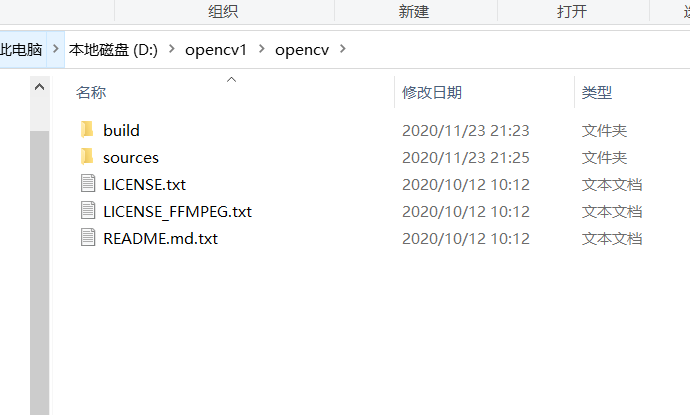 组织 新建 打开
此电脑 本地磁盘 (D:) opencv1 opencv
名称 修改日期 类型
build 2020/11/23 21:23 文件夹
sources 2020/11/23 21:25 文件夹
LICENSE.txt 2020/10/12 10:12 文本文档
LICENSE_FFMPEG.txt 2020/10/12 10:12 文本文档
README.md.txt 2020/10/12 10:12 文本文档